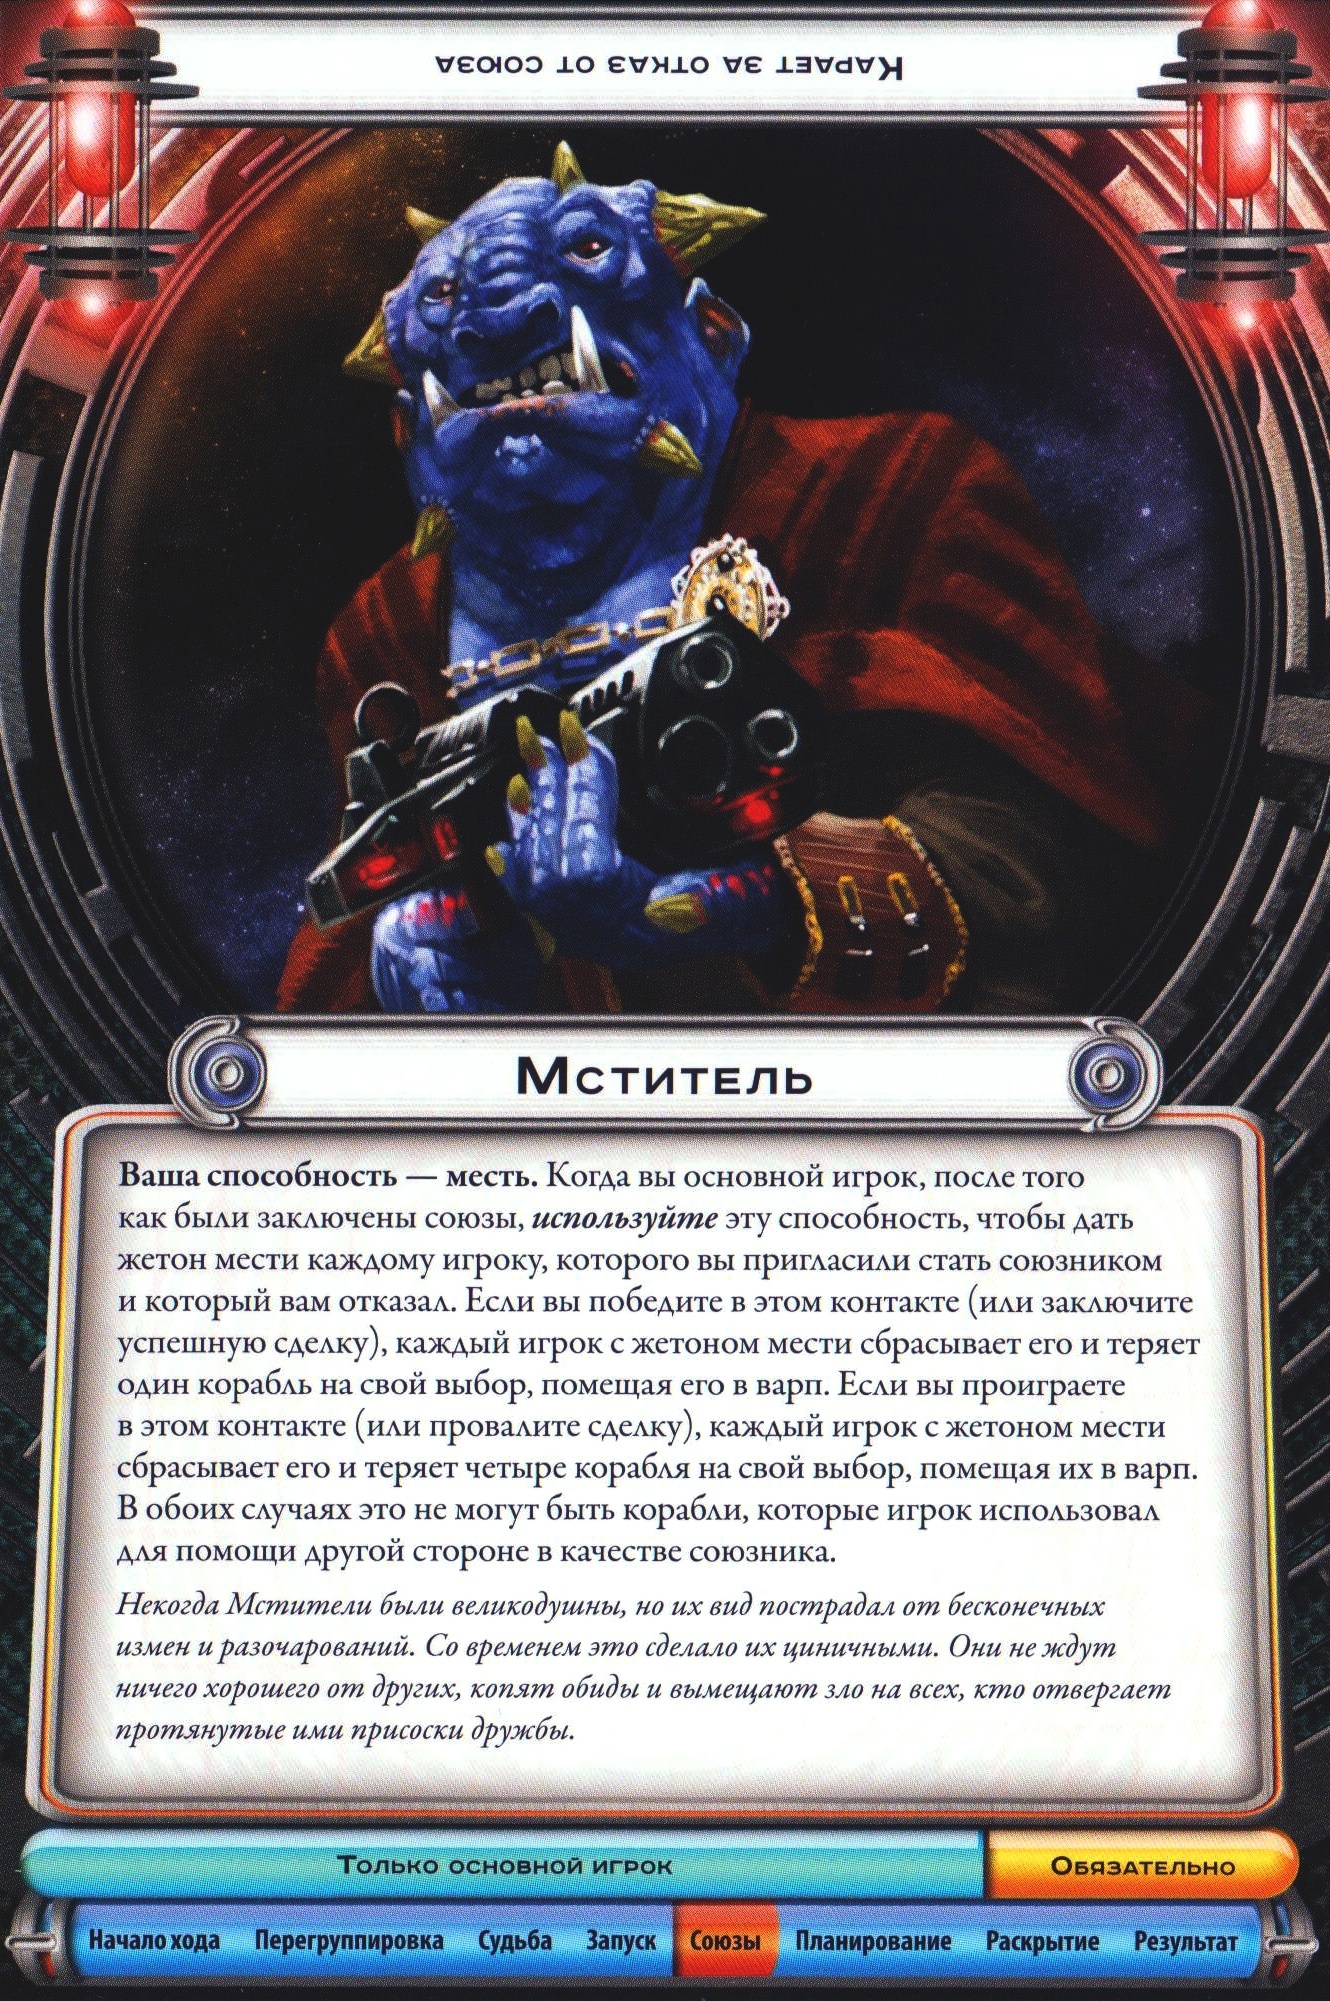 Карает за отказ от союза
Мститель
Ваша способность — месть. Когда вы основной игрок, после того
как были заключены союзы, используйте эту способность, чтобы дать
жетон мести каждому игроку, которого вы пригласили стать союзником
и который вам отказал. Если вы победите в этом контакте (или заключите
успешную сделку), каждый игрок с жетоном мести сбрасывает его и теряет
один корабль на свой выбор, помещая его в варп. Если вы проиграете
в этом контакте (или провалите сделку), каждый игрок с жетоном мести
сбрасывает его и теряет четыре корабля на свой выбор, помещая их в варп.
В обоих случаях это не могут быть корабли, которые игрок использовал
для помощи другой стороне в качестве союзника.
Некогда Мстители были великодушны, но их вид пострадал от бесконечных
измен и разочарований. Со временем это сделало их циничными. Они не ждут
ничего хорошего от других, копят обиды и вымещают зло на всех, кто отвергает
протянутые ими присоски дружбы.
Только основной игрок Обязательно
Начало хода Перегруппировка Судьба Запуск Союзы Планирование Раскрытие Результат